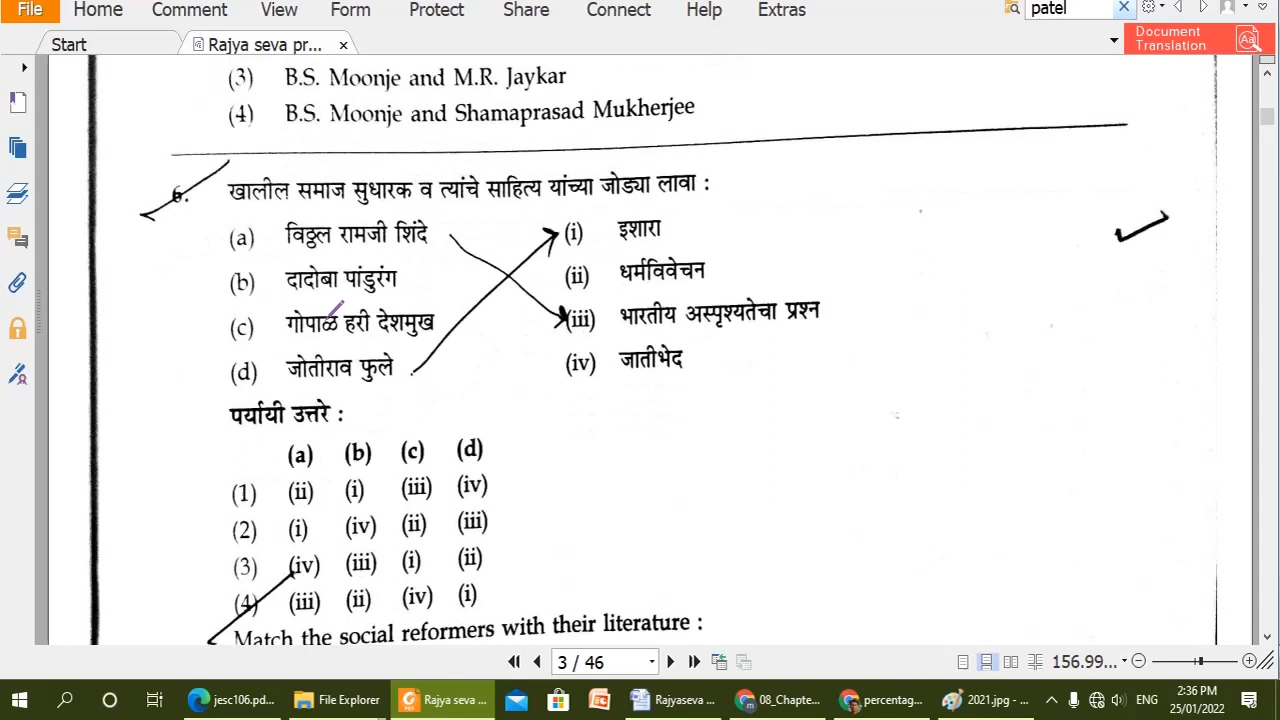 File Home Comment View Form Protect Share Connect Help Extras patel
Start Rajya seva pr... × Document Translation
(3) B.S. Moonje and M.R. Jaykar
(4) B.S. Moonje and Shamaprasad Mukherjee
6. खालील समाज सुधारक व त्यांचे साहित्य यांच्या जोड्या लावा :
(a) विठ्ठल रामजी शिंदे (i) इशारा
(b) दादोबा पांडुरंग (ii) धर्मविवेचन
(c) गोपाळ हरी देशमुख (iii) भारतीय अस्पृश्यतेचा प्रश्न
(d) जोतीराव फुले (iv) जातीभेद
पर्यायी उत्तरे :
(a) (b) (c) (d)
(1) (ii) (i) (iii) (iv)
(2) (i) (iv) (ii) (iii)
(3) (iv) (iii) (i) (ii)
(4) (iii) (ii) (iv) (i)
Match the social reformers with their literature :
3 / 46 156.99...
jesc106.pd... File Explorer Rajya seva ... Rajyaseva... 08_Chapte... percentag... 2021.jpg - ... ENG 2:36 PM
25/01/2022